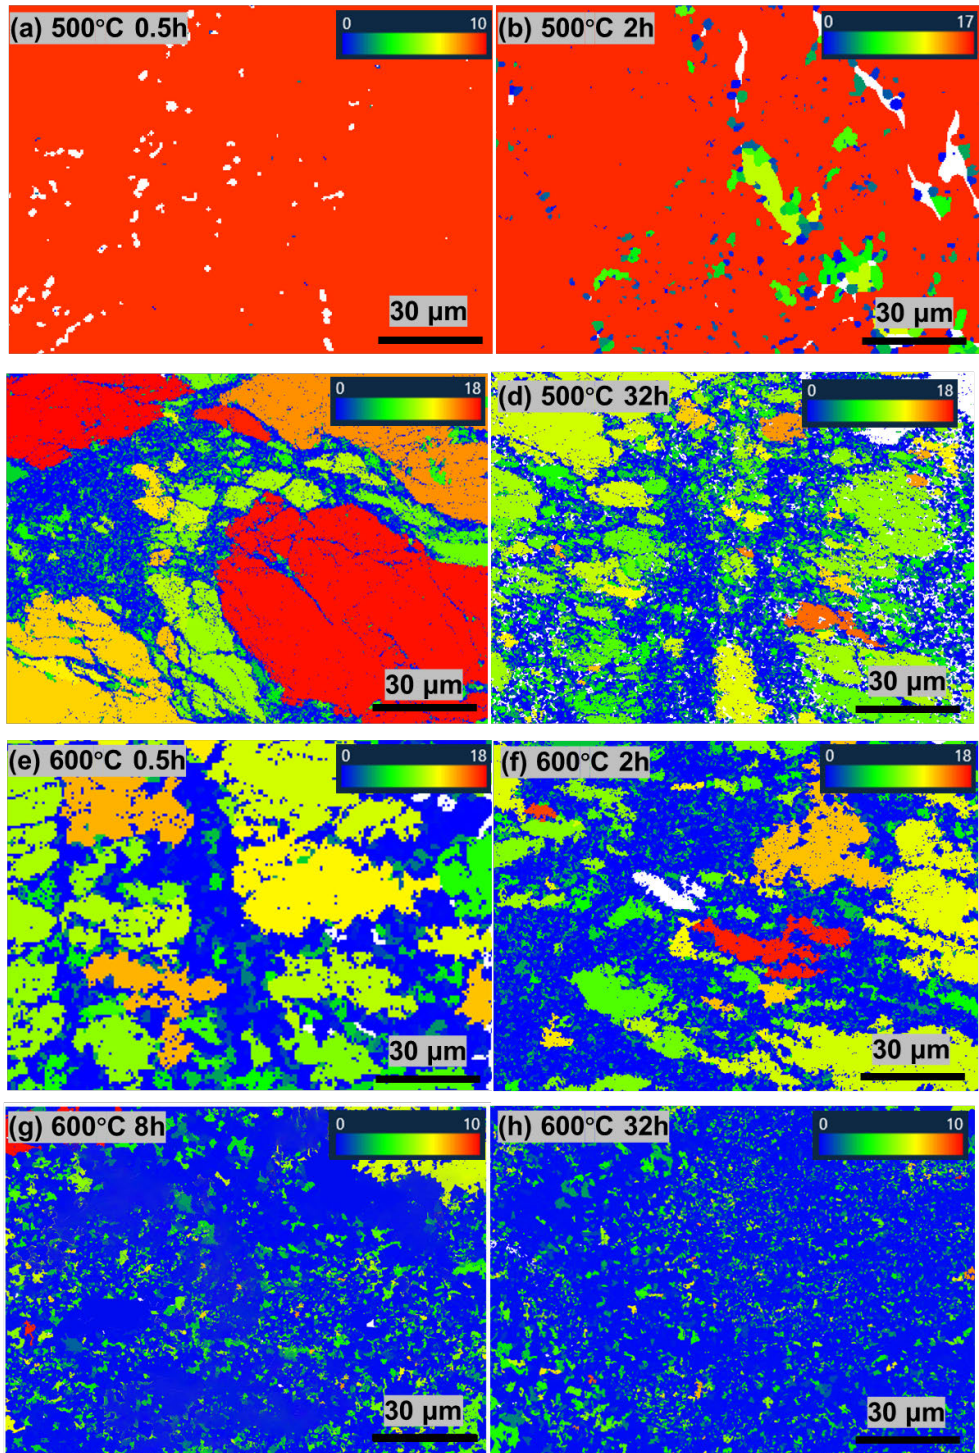 (a) 500°C 0.5h
0 10
30 µm
(b) 500°C 2h
0 17
30 µm
0 18
30 µm
(d) 500°C 32h
0 18
30 µm
(e) 600°C 0.5h
0 18
30 µm
(f) 600°C 2h
0 18
30 µm
(g) 600°C 8h
0 10
30 µm
(h) 600°C 32h
0 10
30 µm